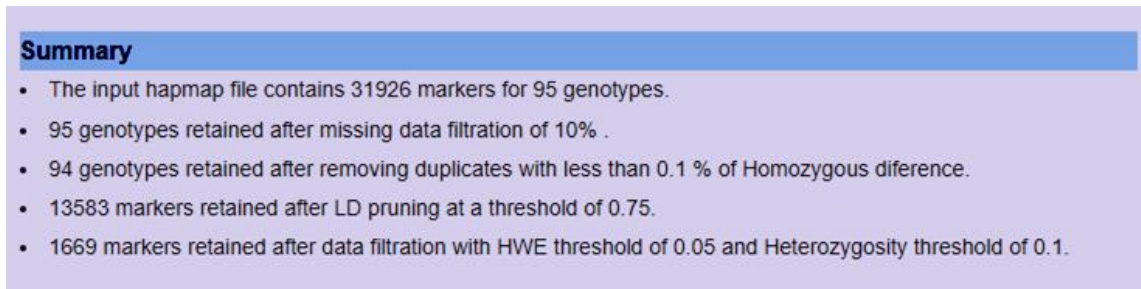 Summary
• The input hapmap file contains 31926 markers for 95 genotypes.
• 95 genotypes retained after missing data filtration of 10% .
• 94 genotypes retained after removing duplicates with less than 0.1 % of Homozygous diference.
• 13583 markers retained after LD pruning at a threshold of 0.75.
• 1669 markers retained after data filtration with HWE threshold of 0.05 and Heterozygosity threshold of 0.1.